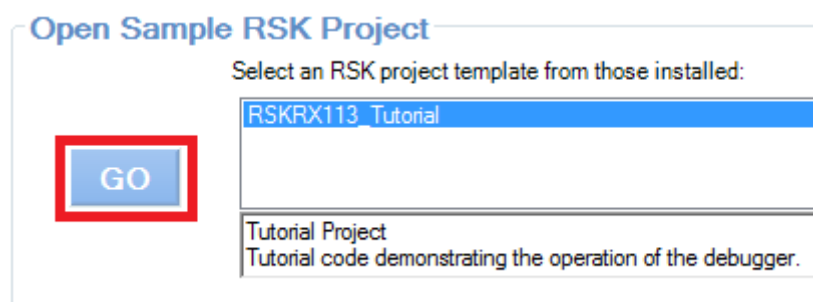 Open Sample RSK Project
Select an RSK project template from those installed:
RSKRX113_Tutorial
GO
Tutorial Project
Tutorial code demonstrating the operation of the debugger.